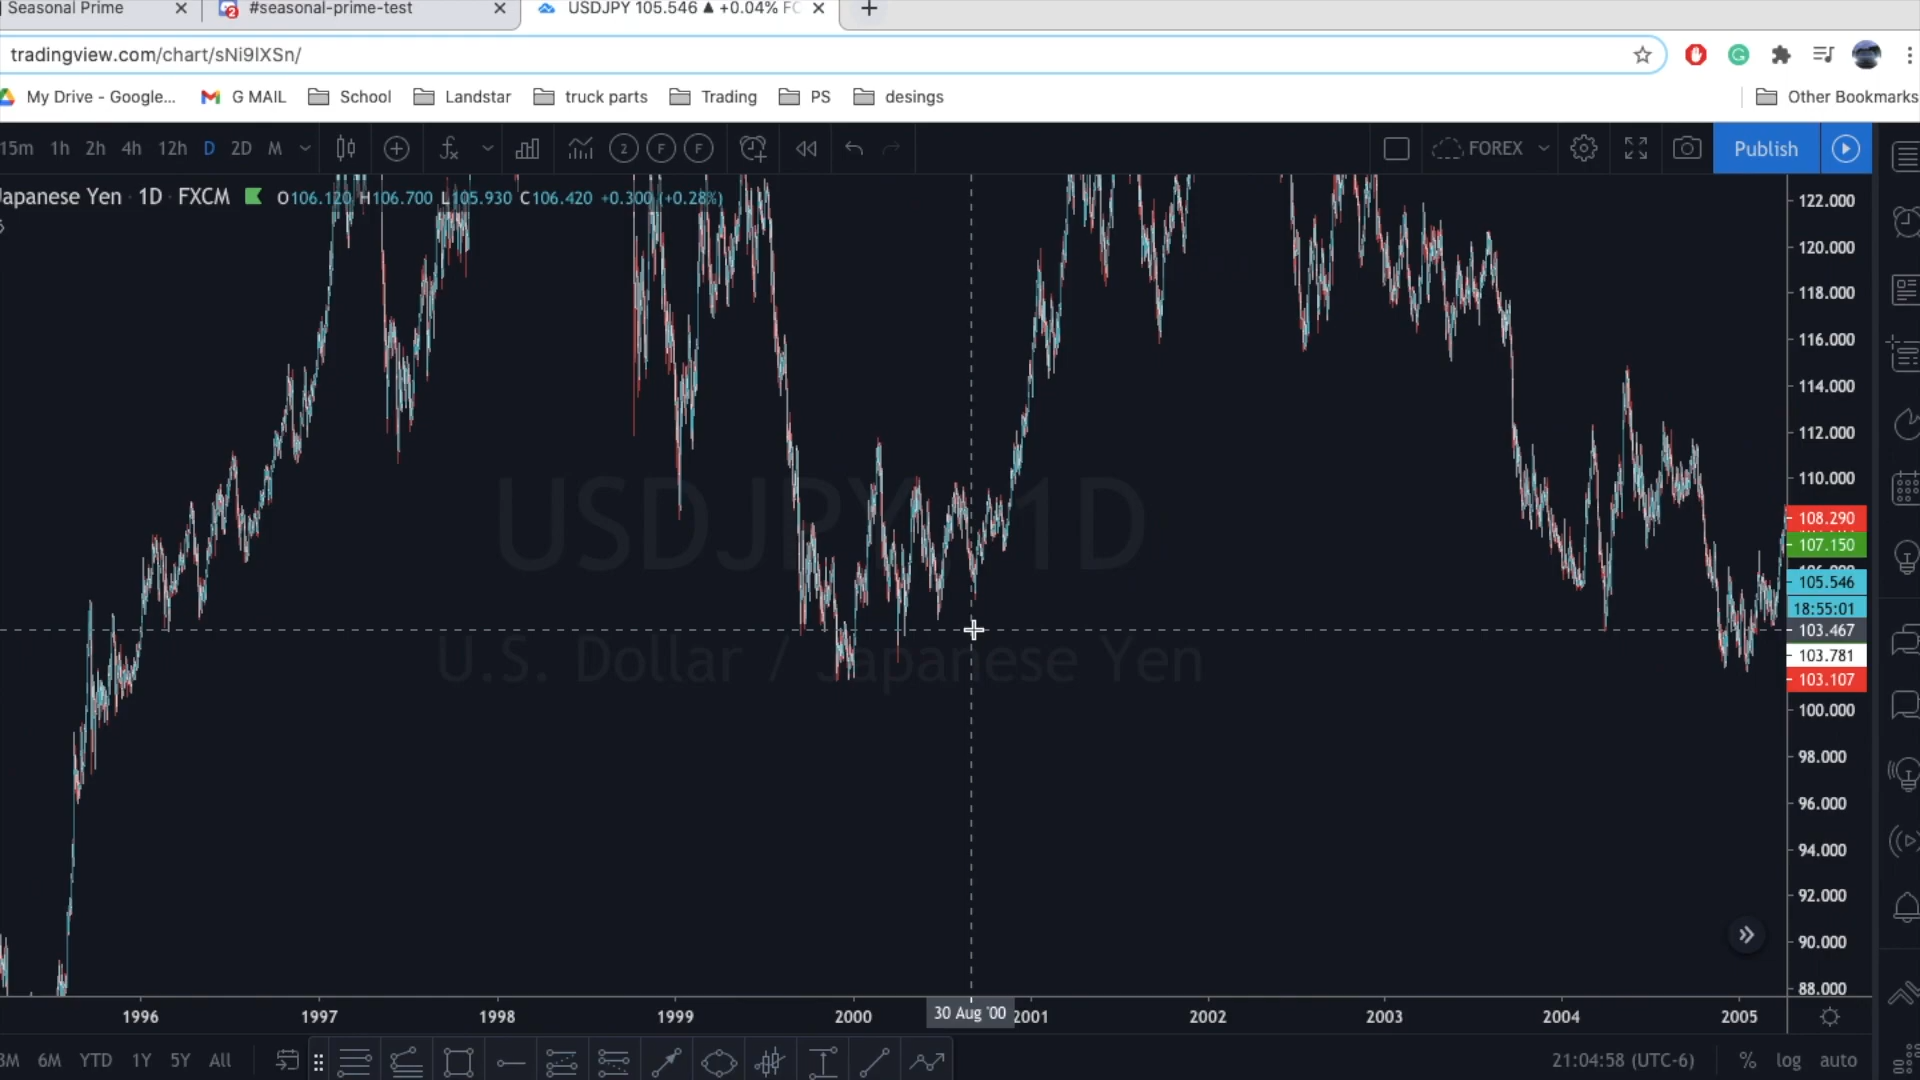 Seasonal Prime
#seasonal-prime-test
USDJPY 105.546 ▲ +0.04% FO
tradingview.com/chart/sNi9lXSn/
My Drive - Google...
G MAIL
School
Landstar
truck parts
Trading
PS
desings
Other Bookmarks
15m 1h 2h 4h 12h D 2D M
2 F F
FOREX
Publish
Japanese Yen · 1D · FXCM
O106.120 H106.700 L105.930 C106.420 +0.300 (+0.28%)
USDJPY, 1D
U.S. Dollar / Japanese Yen
122.000
120.000
118.000
116.000
114.000
112.000
110.000
108.290
107.150
105.546
18:55:01
103.467
103.781
103.107
100.000
98.000
96.000
94.000
92.000
90.000
88.000
1996 1997 1998 1999 2000 30 Aug '00 2001 2002 2003 2004 2005
3M 6M YTD 1Y 5Y All
21:04:58 (UTC-6) % log auto